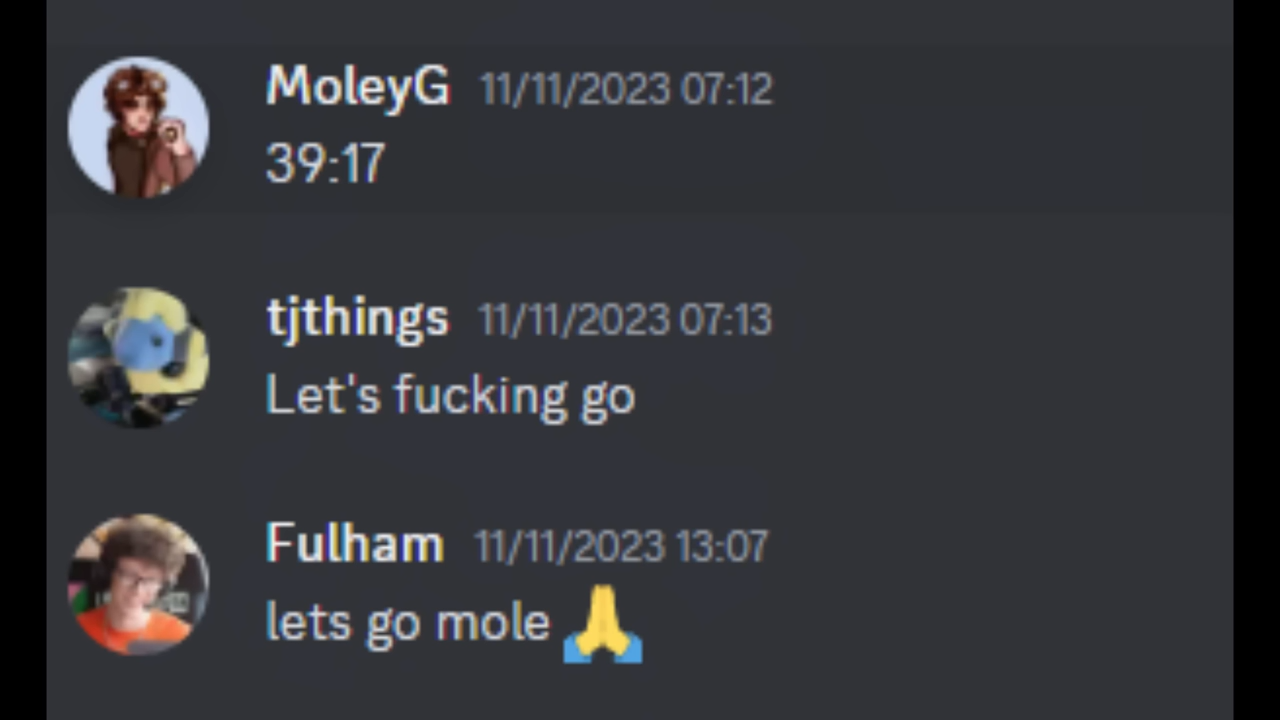 MoleyG 11/11/2023 07:12
39:17
tjthings 11/11/2023 07:13
Let's fucking go
Fulham 11/11/2023 13:07
lets go mole 🙏